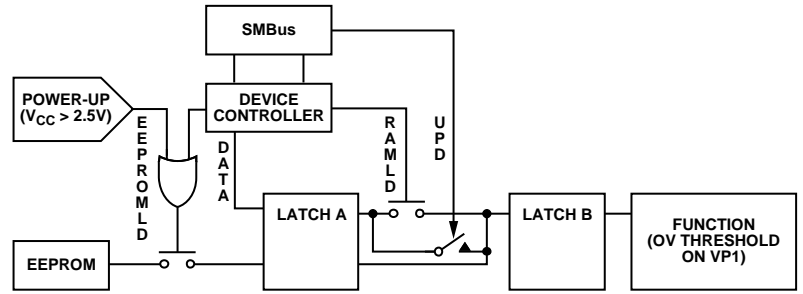 SMBus
POWER-UP
(VCC > 2.5V)
EEPROMLD
DEVICE
CONTROLLER
DATA
RAMLD
UPD
EEPROM
LATCH A
LATCH B
FUNCTION
(OV THRESHOLD
ON VP1)